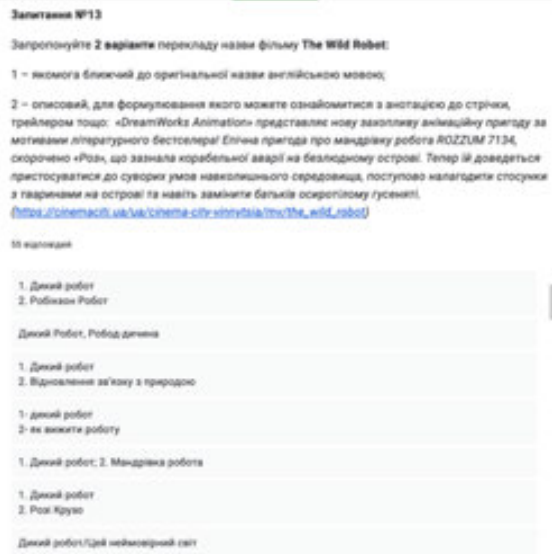 Запитання №13
Запропонуйте 2 варіанти перекладу назви фільму The Wild Robot:
1 – якомога ближчий до оригінальної назви англійською мовою;
2 – описовий, для формулювання якого можете ознайомитися з анотацією до стрічки,
трейлером тощо: «DreamWorks Animation» представляє нову захопливу анімаційну пригоду за
мотивами літературного бестселера! Епічна пригода про мандрівку робота ROZZUM 7134,
скорочено «Роз», що зазнала корабельної аварії на безлюдному острові. Тепер їй доведеться
пристосуватися до суворих умов навколишнього середовища, поступово налагодити стосунки
з тваринами на острові та навіть замінити батьків осиротілому гусеняті.
(https://cinemaciti.ua/ua/cinema-city-vinnytsia/mv/the_wild_robot)
55 відповідей
1. Дикий робот
2. Робінзон Робот
Дикий Робот, Робод-дичина
1. Дикий робот
2. Відновлення зв'язку з природою
1- дикий робот
2- як вижити роботу
1. Дикий робот; 2. Мандрівка робота
1. Дикий робот
2. Розі Крузо
Дикий робот/Цей неймовірний світ